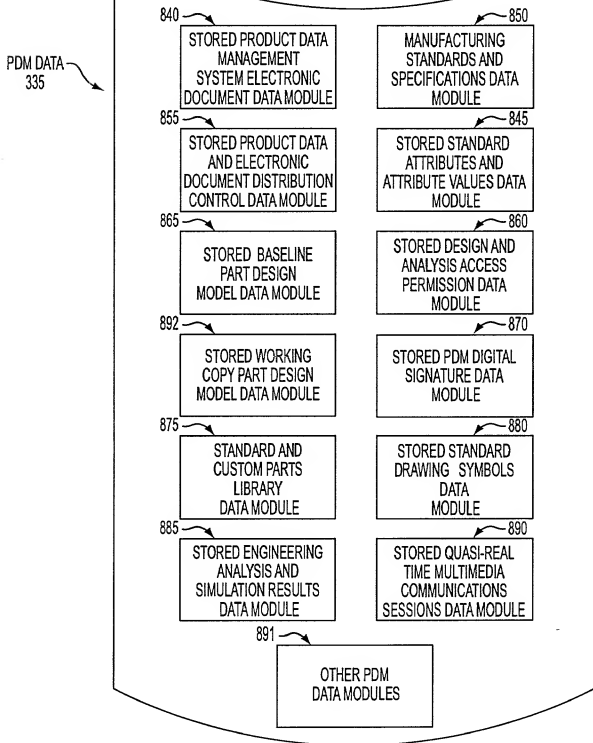 840
STORED PRODUCT DATA
MANAGEMENT
SYSTEM ELECTRONIC
DOCUMENT DATA MODULE
850
MANUFACTURING
STANDARDS AND
SPECIFICATIONS DATA
MODULE
PDM DATA
335
855
STORED PRODUCT DATA
AND ELECTRONIC
DOCUMENT DISTRIBUTION
CONTROL DATA MODULE
845
STORED STANDARD
ATTRIBUTES AND
ATTRIBUTE VALUES DATA
MODULE
865
STORED BASELINE
PART DESIGN
MODEL DATA MODULE
860
STORED DESIGN AND
ANALYSIS ACCESS
PERMISSION DATA
MODULE
892
STORED WORKING
COPY PART DESIGN
MODEL DATA MODULE
870
STORED PDM DIGITAL
SIGNATURE DATA
MODULE
875
STANDARD AND
CUSTOM PARTS
LIBRARY
DATA MODULE
880
STORED STANDARD
DRAWING SYMBOLS
DATA
MODULE
885
STORED ENGINEERING
ANALYSIS AND
SIMULATION RESULTS
DATA MODULE
890
STORED QUASI-REAL
TIME MULTIMEDIA
COMMUNICATIONS
SESSIONS DATA MODULE
891
OTHER PDM
DATA MODULES